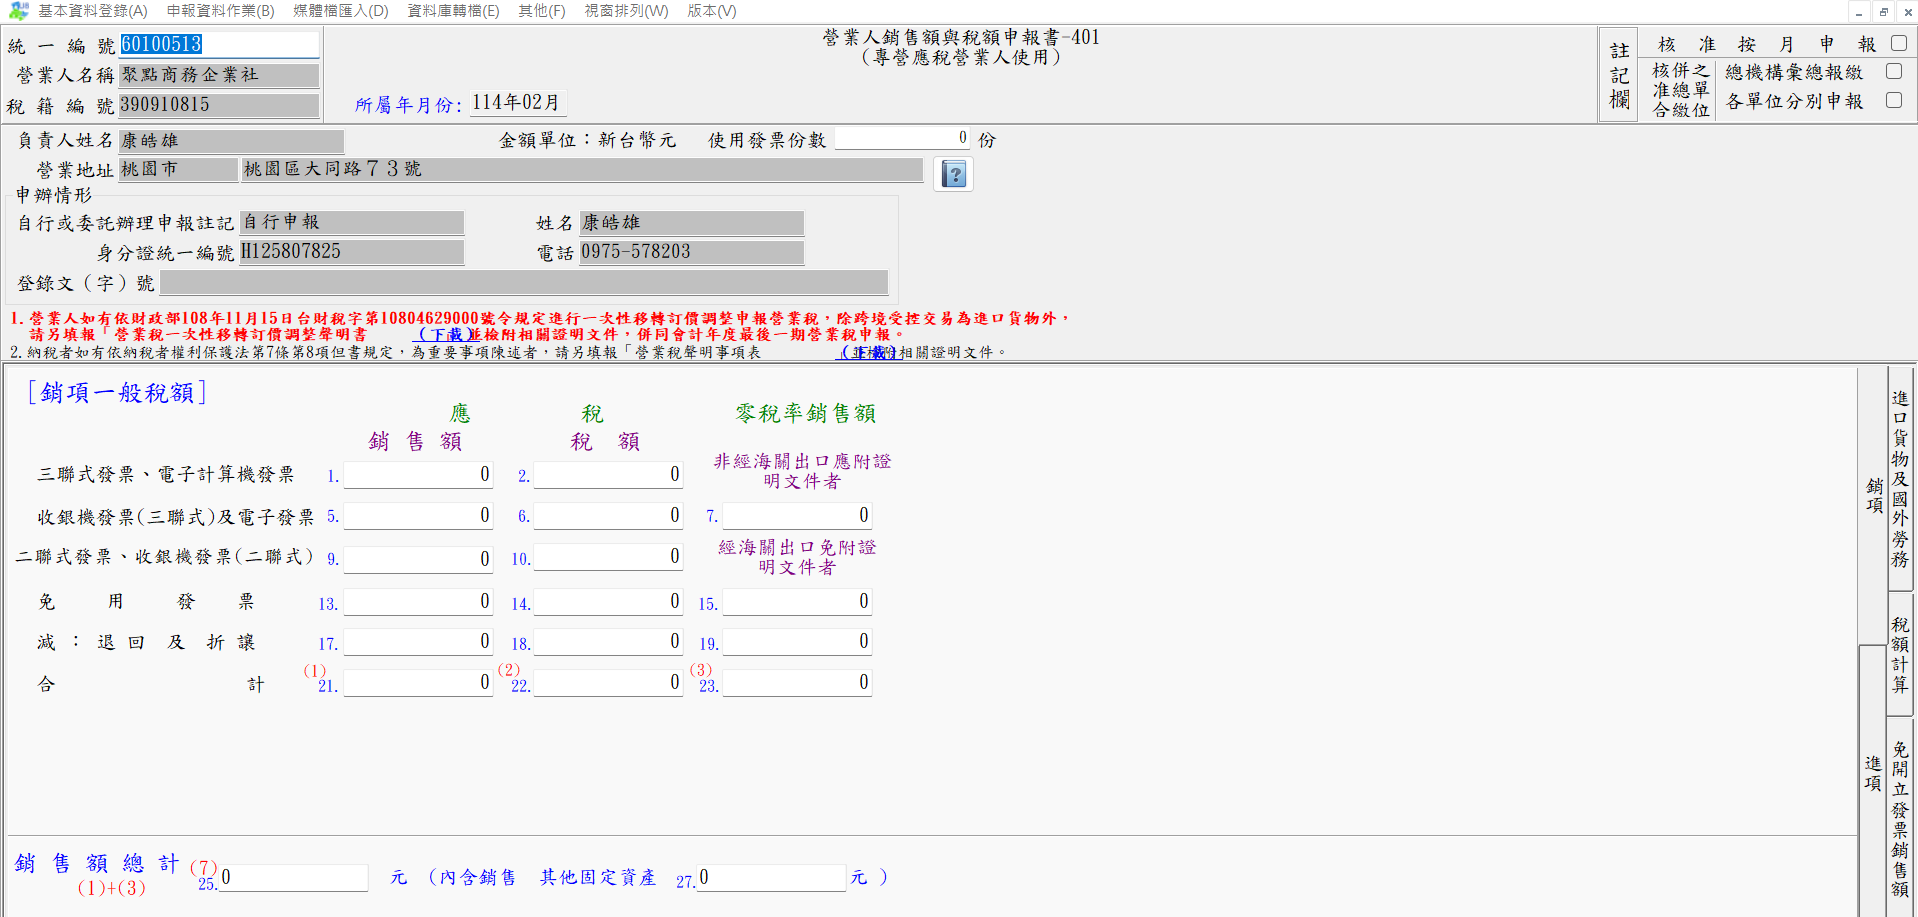 基本資料登錄(A) 申報資料作業(B) 媒體檔匯入(D) 資料庫轉檔(E) 其他(F) 視窗排列(W) 版本(V)
統一編號 60100513
營業人名稱 聚點商務企業社
稅籍編號 390910815
營業人銷售額與稅額申報書-401
(專營應稅營業人使用)
所屬年月份: 114年02月
註記欄
核准按月申報
核准合併總繳之單位
總機構彙總報繳
各單位分別申報
負責人姓名 康皓雄
金額單位：新台幣元 使用發票份數 0 份
營業地址 桃園市 桃園區大同路７３號
申辦情形
自行或委託辦理申報註記 自行申報 姓名 康皓雄
身分證統一編號 H125807825 電話 0975-578203
登錄文（字）號
1. 營業人如有依財政部108年11月15日台財稅字第10804629000號令規定進行一次性移轉訂價調整申報營業稅，除跨境受控交易為進口貨物外，
請另填報「營業稅一次性移轉訂價調整聲明書 (下載) 並檢附相關證明文件，併同會計年度最後一期營業稅申報。
2. 納稅者如有依納稅者權利保護法第7條第8項但書規定，為重要事項陳述者，請另填報「營業稅聲明事項表 (下載) 」並檢附相關證明文件。
[銷項一般稅額]
應 稅 零稅率銷售額
銷售額 稅額
非經海關出口應附證
明文件者
三聯式發票、電子計算機發票 1. 0 2. 0
收銀機發票(三聯式)及電子發票 5. 0 6. 0 7. 0
經海關出口免附證
明文件者
二聯式發票、收銀機發票(二聯式) 9. 0 10. 0
免用發票 13. 0 14. 0 15. 0
減：退回及折讓 17. 0 18. 0 19. 0
合計 (1) 21. 0 (2) 22. 0 (3) 23. 0
銷售額總計 (7)
(1)+(3) 25. 0 元 （內含銷售 其他固定資產 27. 0 元 ）
銷項
進項
進口貨物及國外勞務
稅額計算
免開立發票銷售額